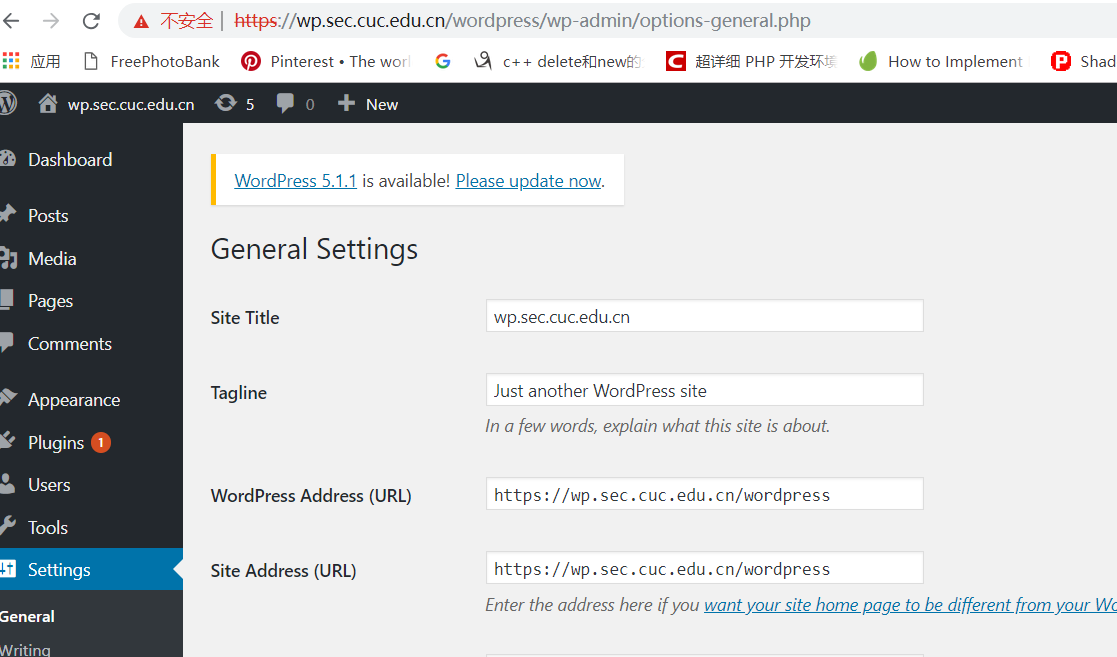 不安全 | https://wp.sec.cuc.edu.cn/wordpress/wp-admin/options-general.php
应用 FreePhotoBank Pinterest • The worl c++ delete和new的 超详细 PHP 开发环境 How to Implement Shad
wp.sec.cuc.edu.cn 5 0 New
Dashboard
WordPress 5.1.1 is available! Please update now.
Posts
General Settings
Media
Pages
Site Title wp.sec.cuc.edu.cn
Comments
Tagline Just another WordPress site
Appearance
In a few words, explain what this site is about.
Plugins 1
Users
WordPress Address (URL) https://wp.sec.cuc.edu.cn/wordpress
Tools
Settings
Site Address (URL) https://wp.sec.cuc.edu.cn/wordpress
Enter the address here if you want your site home page to be different from your Wo
General
Writing